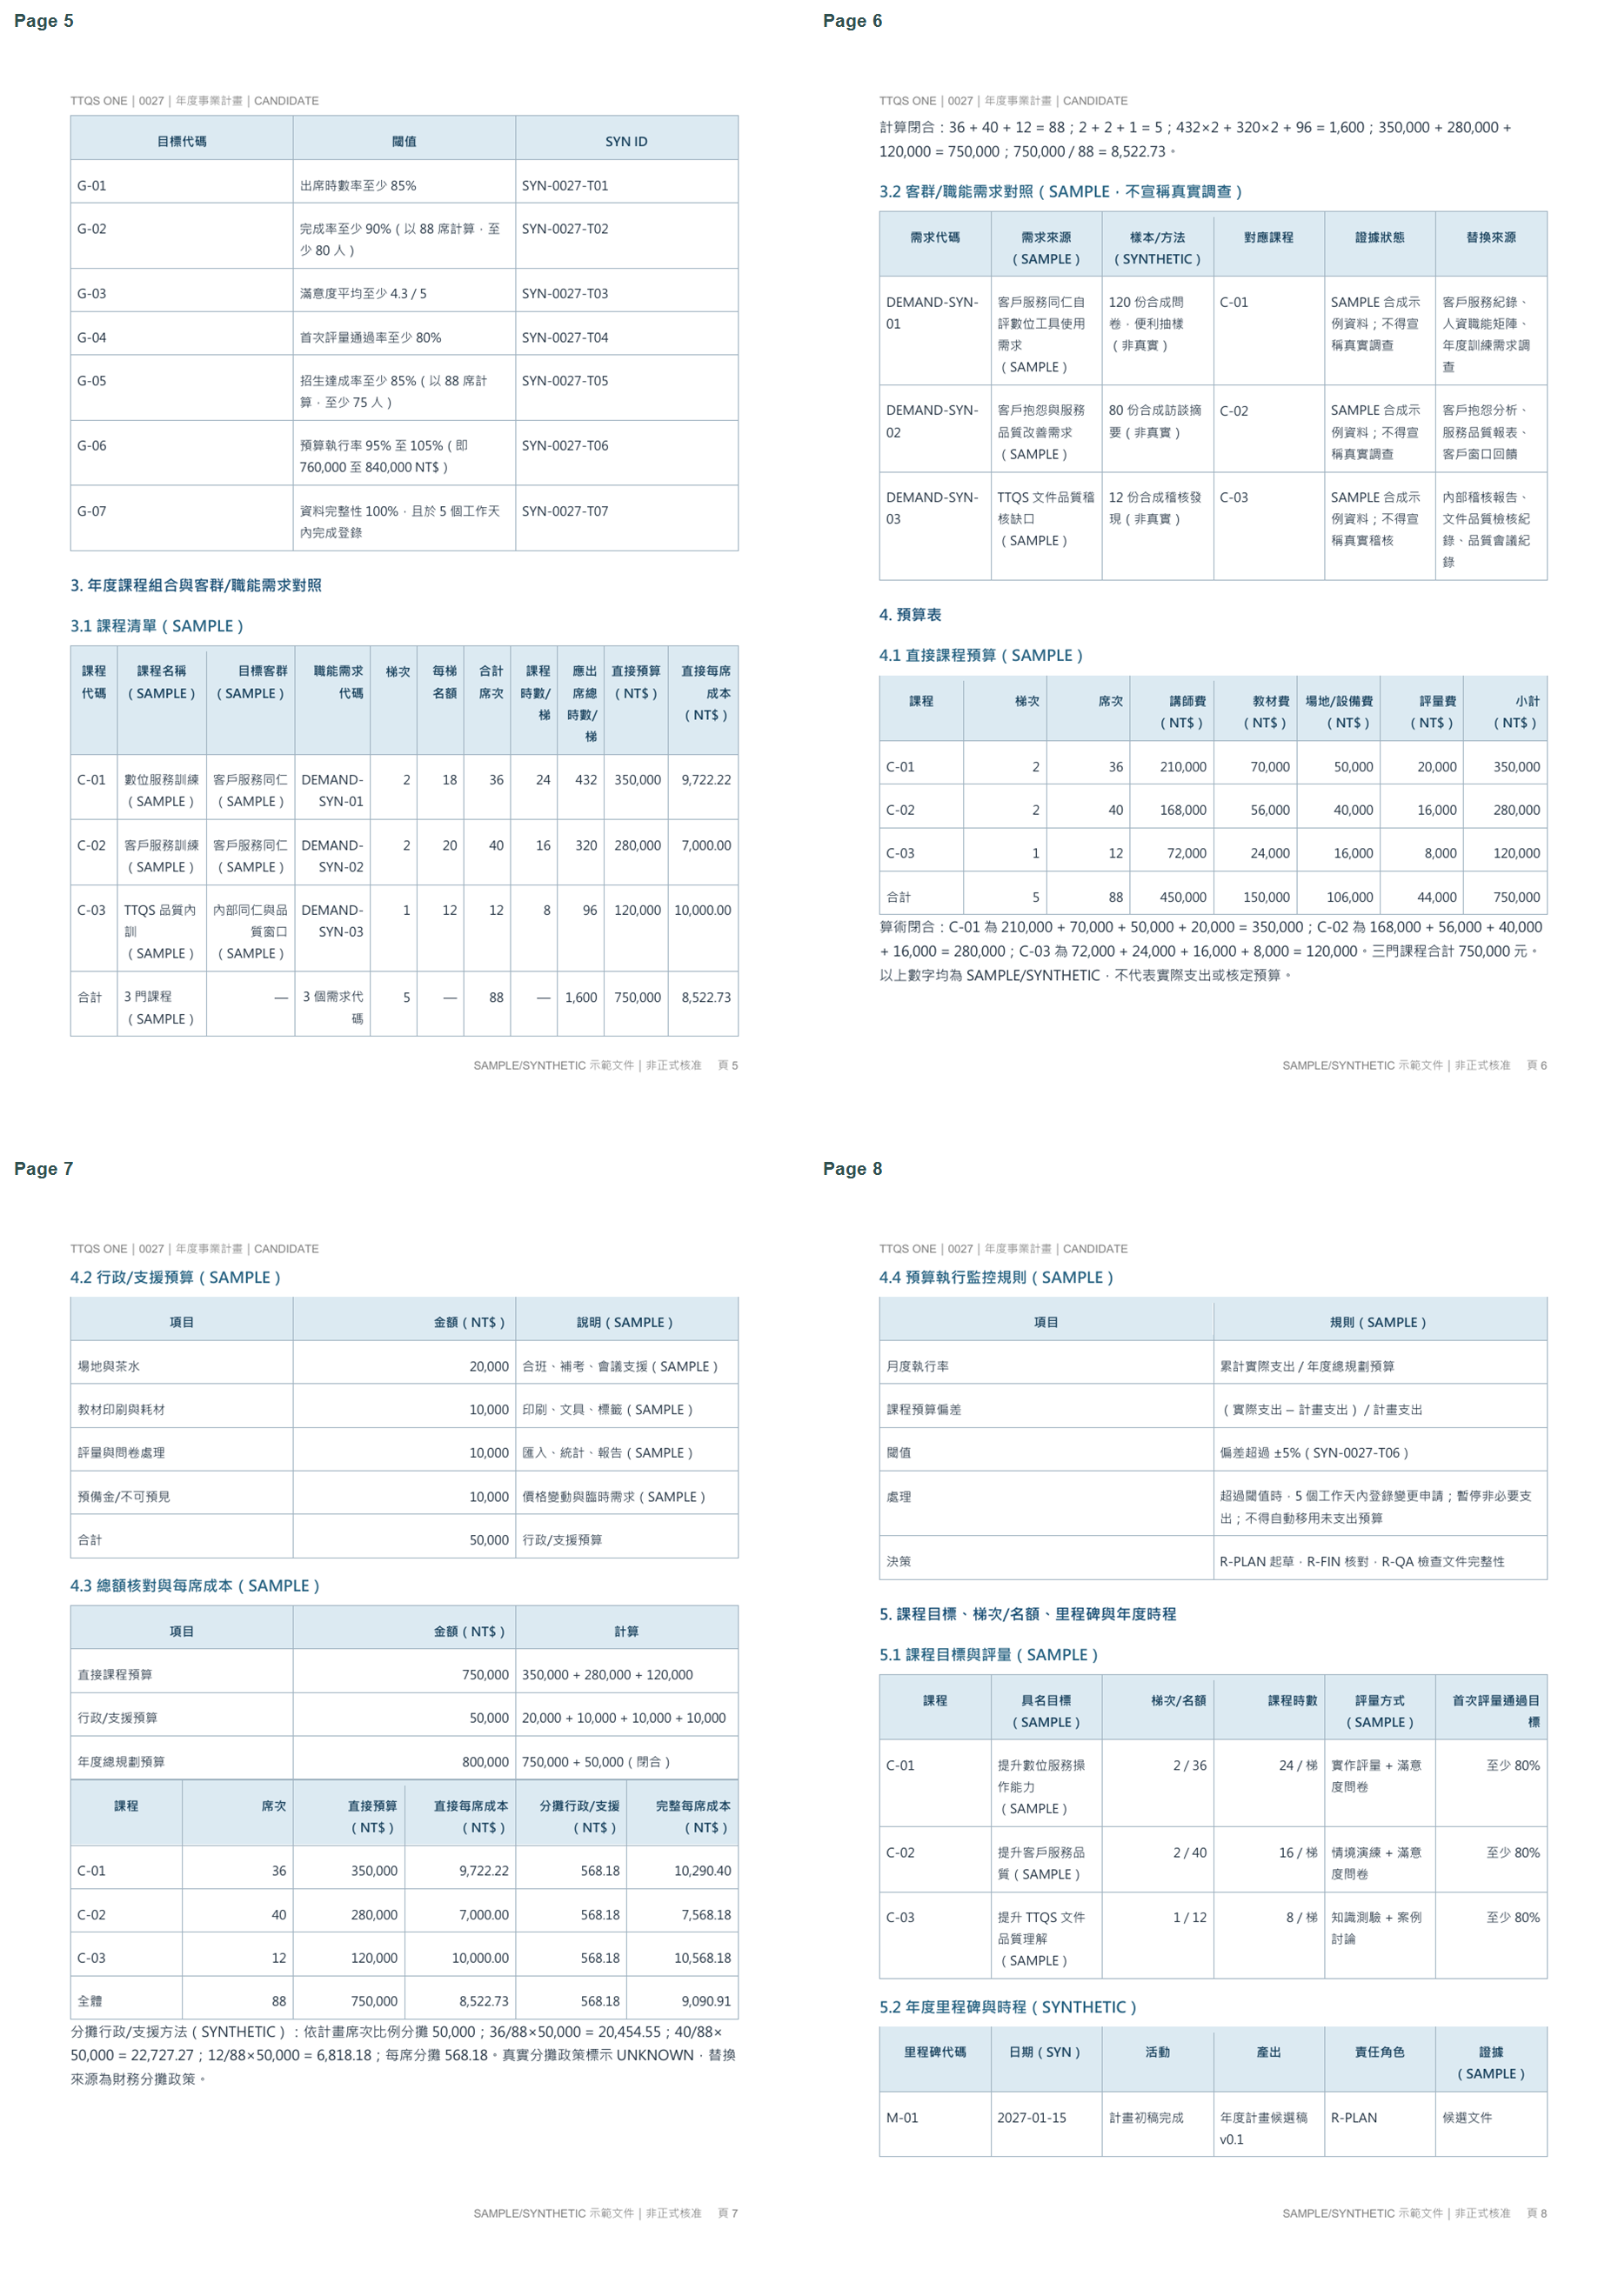 Page 5
TTQS ONE | 0027 | 年度事業計畫 | CANDIDATE
目標代碼 閾值 SYN ID
G-01 出席時數率至少 85% SYN-0027-T01
G-02 完成率至少 90%（以 88 席計算，至 SYN-0027-T02
少 80 人）
G-03 滿意度平均至少 4.3 / 5 SYN-0027-T03
G-04 首次評量通過率至少 80% SYN-0027-T04
G-05 招生達成率至少 85%（以 88 席計 SYN-0027-T05
算，至少 75 人）
G-06 預算執行率 95% 至 105%（即 SYN-0027-T06
760,000 至 840,000 NT$）
G-07 資料完整性 100%，且於 5 個工作天 SYN-0027-T07
內完成登錄
3. 年度課程組合與客群/職能需求對照
3.1 課程清單（SAMPLE）
課程 課程名稱 目標客群 職能需求 梯次 每梯 合計 課程 應出 直接預算 直接每席
代碼 （SAMPLE） （SAMPLE） 代碼 名額 席次 時數/ 席總 （NT$） 成本
梯 時數/ （NT$）
梯
C-01 數位服務訓練 客戶服務同仁 DEMAND- 2 18 36 24 432 350,000 9,722.22
（SAMPLE） （SAMPLE） SYN-01
C-02 客戶服務訓練 客戶服務同仁 DEMAND- 2 20 40 16 320 280,000 7,000.00
（SAMPLE） （SAMPLE） SYN-02
C-03 TTQS 品質內 內部同仁與品 DEMAND- 1 12 12 8 96 120,000 10,000.00
訓 質窗口 SYN-03
（SAMPLE） （SAMPLE）
合計 3 門課程 — 3 個需求代 5 — 88 — 1,600 750,000 8,522.73
（SAMPLE） 碼
SAMPLE/SYNTHETIC 示範文件 | 非正式核准 頁 5
Page 6
TTQS ONE | 0027 | 年度事業計畫 | CANDIDATE
計算閉合：36 + 40 + 12 = 88；2 + 2 + 1 = 5；432×2 + 320×2 + 96 = 1,600；350,000 + 280,000 +
120,000 = 750,000；750,000 / 88 = 8,522.73。
3.2 客群/職能需求對照（SAMPLE，不宣稱真實調查）
需求代碼 需求來源 樣本/方法 對應課程 證據狀態 替換來源
（SAMPLE） （SYNTHETIC）
DEMAND-SYN- 客戶服務同仁自 120 份合成問 C-01 SAMPLE 合成示 客戶服務紀錄、
01 評數位工具使用 卷，便利抽樣 例資料；不得宣 人資職能矩陣、
需求 （非真實） 稱真實調查 年度訓練需求調
（SAMPLE） 查
DEMAND-SYN- 客戶抱怨與服務 80 份合成訪談摘 C-02 SAMPLE 合成示 客戶抱怨分析、
02 品質改善需求 要（非真實） 例資料；不得宣 服務品質報表、
（SAMPLE） 稱真實調查 客戶窗口回饋
DEMAND-SYN- TTQS 文件品質稽 12 份合成稽核發 C-03 SAMPLE 合成示 內部稽核報告、
03 核缺口 現（非真實） 例資料；不得宣 文件品質檢核紀
（SAMPLE） 稱真實稽核 錄、品質會議紀
錄
4. 預算表
4.1 直接課程預算（SAMPLE）
課程 梯次 席次 講師費 教材費 場地/設備費 評量費 小計
（NT$） （NT$） （NT$） （NT$） （NT$）
C-01 2 36 210,000 70,000 50,000 20,000 350,000
C-02 2 40 168,000 56,000 40,000 16,000 280,000
C-03 1 12 72,000 24,000 16,000 8,000 120,000
合計 5 88 450,000 150,000 106,000 44,000 750,000
算術閉合：C-01 為 210,000 + 70,000 + 50,000 + 20,000 = 350,000；C-02 為 168,000 + 56,000 + 40,000
+ 16,000 = 280,000；C-03 為 72,000 + 24,000 + 16,000 + 8,000 = 120,000。三門課程合計 750,000 元。
以上數字均為 SAMPLE/SYNTHETIC，不代表實際支出或核定預算。
SAMPLE/SYNTHETIC 示範文件 | 非正式核准 頁 6
Page 7
TTQS ONE | 0027 | 年度事業計畫 | CANDIDATE
4.2 行政/支援預算（SAMPLE）
項目 金額（NT$） 說明（SAMPLE）
場地與茶水 20,000 合班、補考、會議支援（SAMPLE）
教材印刷與耗材 10,000 印刷、文具、標籤（SAMPLE）
評量與問卷處理 10,000 匯入、統計、報告（SAMPLE）
預備金/不可預見 10,000 價格變動與臨時需求（SAMPLE）
合計 50,000 行政/支援預算
4.3 總額核對與每席成本（SAMPLE）
項目 金額（NT$） 計算
直接課程預算 750,000 350,000 + 280,000 + 120,000
行政/支援預算 50,000 20,000 + 10,000 + 10,000 + 10,000
年度總規劃預算 800,000 750,000 + 50,000（閉合）
課程 席次 直接預算 直接每席成本 分攤行政/支援 完整每席成本
（NT$） （NT$） （NT$） （NT$）
C-01 36 350,000 9,722.22 568.18 10,290.40
C-02 40 280,000 7,000.00 568.18 7,568.18
C-03 12 120,000 10,000.00 568.18 10,568.18
全體 88 750,000 8,522.73 568.18 9,090.91
分攤行政/支援方法（SYNTHETIC）：依計畫席次比例分攤 50,000；36/88×50,000 = 20,454.55；40/88×
50,000 = 22,727.27；12/88×50,000 = 6,818.18；每席分攤 568.18。真實分攤政策標示 UNKNOWN，替換
來源為財務分攤政策。
SAMPLE/SYNTHETIC 示範文件 | 非正式核准 頁 7
Page 8
TTQS ONE | 0027 | 年度事業計畫 | CANDIDATE
4.4 預算執行監控規則（SAMPLE）
項目 規則（SAMPLE）
月度執行率 累計實際支出 / 年度總規劃預算
課程預算偏差 （實際支出 – 計畫支出）/ 計畫支出
閾值 偏差超過 ±5%（SYN-0027-T06）
處理 超過閾值時，5 個工作天內登錄變更申請；暫停非必要支
出；不得自動移用未支出預算
決策 R-PLAN 起草，R-FIN 核對，R-QA 檢查文件完整性
5. 課程目標、梯次/名額、里程碑與年度時程
5.1 課程目標與評量（SAMPLE）
課程 具名目標 梯次/名額 課程時數 評量方式 首次評量通過目
（SAMPLE） （SAMPLE） 標
C-01 提升數位服務操 2 / 36 24 / 梯 實作評量 + 滿意 至少 80%
作能力 度問卷
（SAMPLE）
C-02 提升客戶服務品 2 / 40 16 / 梯 情境演練 + 滿意 至少 80%
質（SAMPLE） 度問卷
C-03 提升 TTQS 文件 1 / 12 8 / 梯 知識測驗 + 案例 至少 80%
品質理解 討論
（SAMPLE）
5.2 年度里程碑與時程（SYNTHETIC）
里程碑代碼 日期（SYN） 活動 產出 責任角色 證據
（SAMPLE）
M-01 2027-01-15 計畫初稿完成 年度計畫候選稿 R-PLAN 候選文件
v0.1
SAMPLE/SYNTHETIC 示範文件 | 非正式核准 頁 8